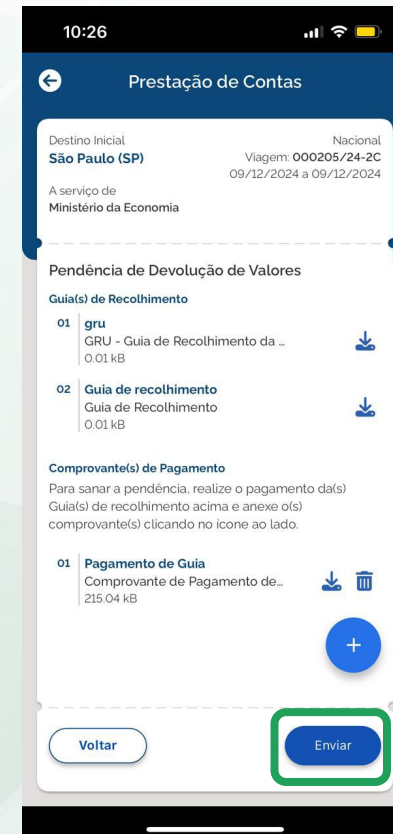 10:26
Prestação de Contas
Destino Inicial
Nacional
São Paulo (SP)
Viagem: 000205/24-2C
09/12/2024 a 09/12/2024
A serviço de
Ministério da Economia
Pendência de Devolução de Valores
Guia(s) de Recolhimento
01 gru
GRU - Guia de Recolhimento da ...
0.01 kB
02 Guia de recolhimento
Guia de Recolhimento
0.01 kB
Comprovante(s) de Pagamento
Para sanar a pendência, realize o pagamento da(s)
Guia(s) de recolhimento acima e anexe o(s)
comprovante(s) clicando no ícone ao lado.
01 Pagamento de Guia
Comprovante de Pagamento de...
215.04 kB
+
Voltar
Enviar